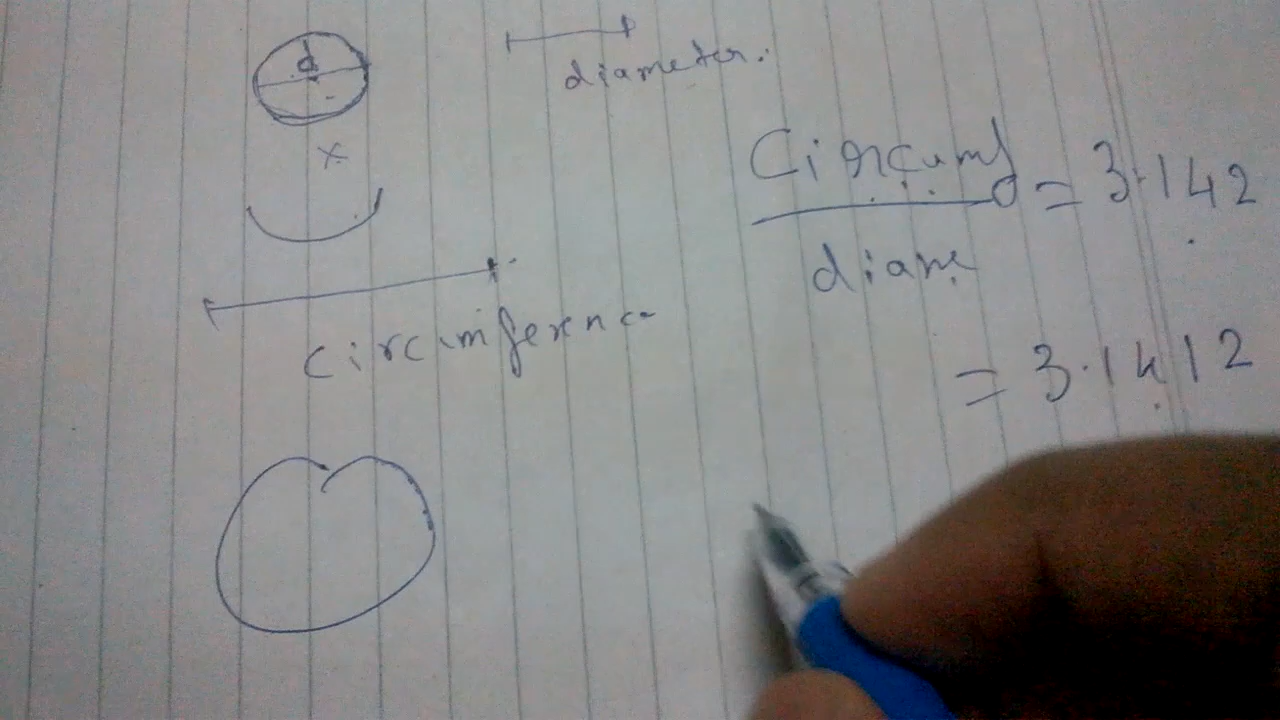 d
diameter.
x
Circumference
Circumf = 3.142
diame
= 3.1412